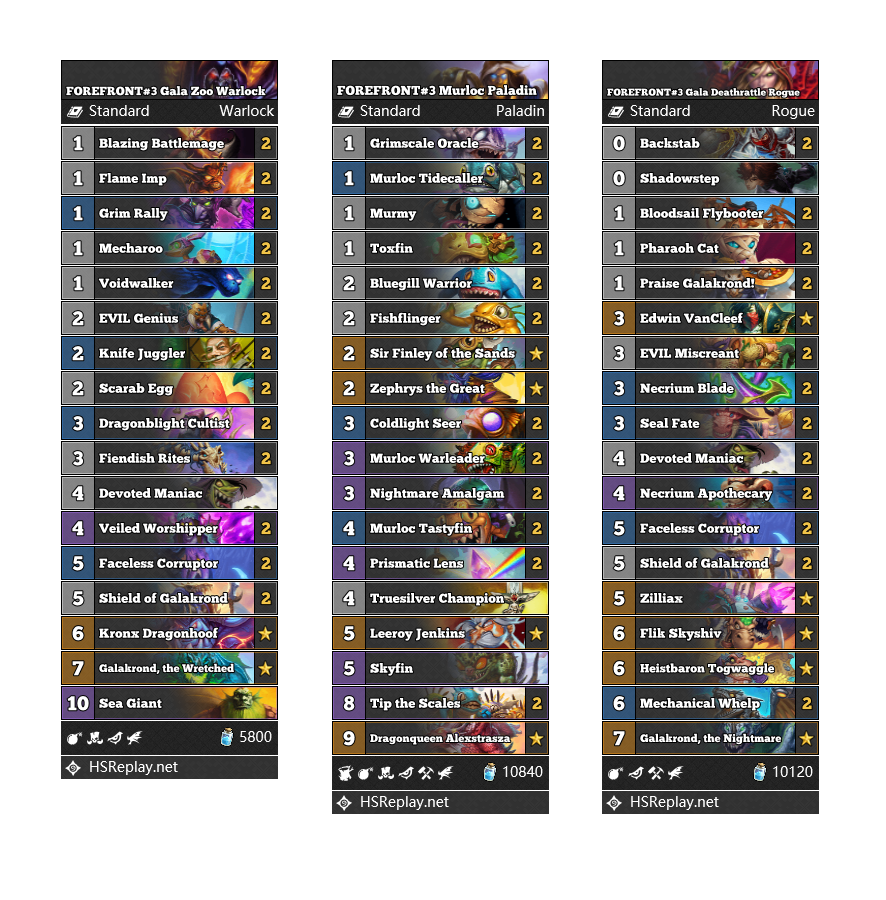 FOREFRONT#3 Gala Zoo Warlock
Standard Warlock
1 Blazing Battlemage 2
1 Flame Imp 2
1 Grim Rally 2
1 Mecharoo 2
1 Voidwalker 2
2 EVIL Genius 2
2 Knife Juggler 2
2 Scarab Egg 2
3 Dragonblight Cultist 2
3 Fiendish Rites 2
4 Devoted Maniac
4 Veiled Worshipper 2
5 Faceless Corruptor 2
5 Shield of Galakrond 2
6 Kronx Dragonhoof ★
7 Galakrond, the Wretched ★
10 Sea Giant
5800
HSReplay.net
FOREFRONT#3 Murloc Paladin
Standard Paladin
1 Grimscale Oracle 2
1 Murloc Tidecaller 2
1 Murmy 2
1 Toxfin 2
2 Bluegill Warrior 2
2 Fishflinger 2
2 Sir Finley of the Sands ★
2 Zephrys the Great ★
3 Coldlight Seer 2
3 Murloc Warleader 2
3 Nightmare Amalgam 2
4 Murloc Tastyfin 2
4 Prismatic Lens 2
4 Truesilver Champion
5 Leeroy Jenkins ★
5 Skyfin
8 Tip the Scales 2
9 Dragonqueen Alexstrasza ★
10840
HSReplay.net
FOREFRONT#3 Gala Deathrattle Rogue
Standard Rogue
0 Backstab 2
0 Shadowstep
1 Bloodsail Flybooter 2
1 Pharaoh Cat 2
1 Praise Galakrond! 2
3 Edwin VanCleef ★
3 EVIL Miscreant 2
3 Necrium Blade 2
3 Seal Fate 2
4 Devoted Maniac 2
4 Necrium Apothecary 2
5 Faceless Corruptor 2
5 Shield of Galakrond 2
5 Zilliax ★
6 Flik Skyshiv ★
6 Heistbaron Togwaggle ★
6 Mechanical Whelp 2
7 Galakrond, the Nightmare ★
10120
HSReplay.net